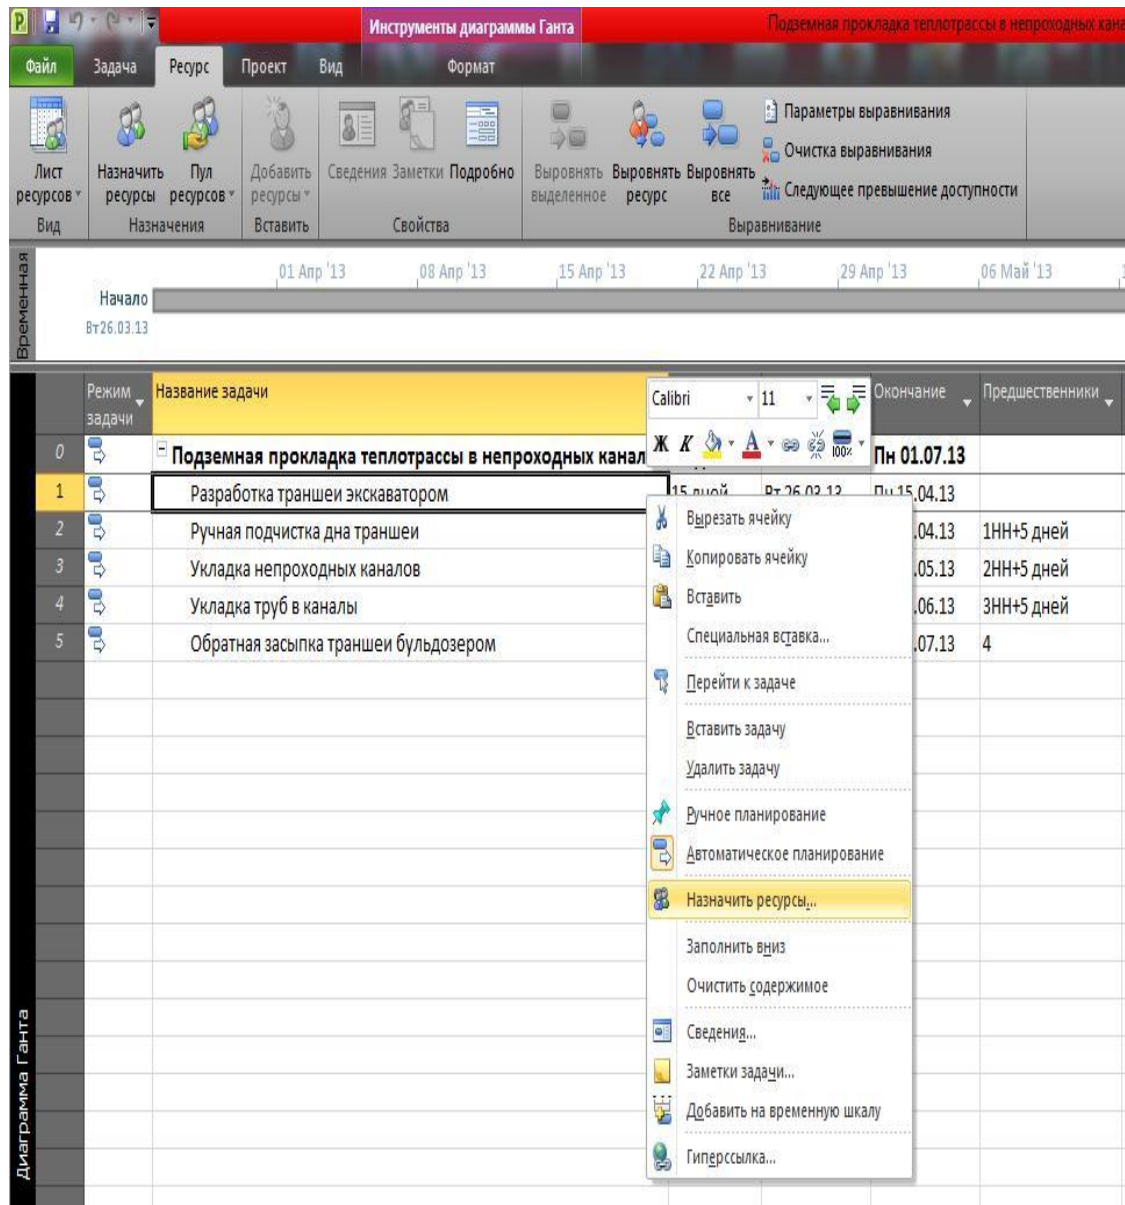 Инструменты диаграммы Ганта
Подземная прокладка теплотрассы в непроходных кана
Файл Задача Ресурс Проект Вид Формат
Лист ресурсов
Назначить ресурсы
Пул ресурсов
Добавить ресурсы
Сведения Заметки Подробно
Выровнять выделенное
Выровнять ресурс
Выровнять все
Параметры выравнивания
Очистка выравнивания
Следующее превышение доступности
Вид Назначения Вставить Свойства Выравнивание
Временная
01 Апр '13 08 Апр '13 15 Апр '13 22 Апр '13 29 Апр '13 06 Май '13
Начало
Вт26.03.13
Режим задачи
Название задачи
Окончание
Предшественники
Calibri 11
Ж К А 100%
0 Подземная прокладка теплотрассы в непроходных канал Пн 01.07.13
1 Разработка траншеи экскаватором 15 дней Вт 26.03.13 Пн 15.04.13
2 Ручная подчистка дна траншеи .04.13 1НН+5 дней
3 Укладка непроходных каналов .05.13 2НН+5 дней
4 Укладка труб в каналы .06.13 3НН+5 дней
5 Обратная засыпка траншеи бульдозером .07.13 4
Вырезать ячейку
Копировать ячейку
Вставить
Специальная вставка...
Перейти к задаче
Вставить задачу
Удалить задачу
Ручное планирование
Автоматическое планирование
Назначить ресурсы...
Заполнить вниз
Очистить содержимое
Сведения...
Заметки задачи...
Добавить на временную шкалу
Гиперссылка...
Диаграмма Ганта